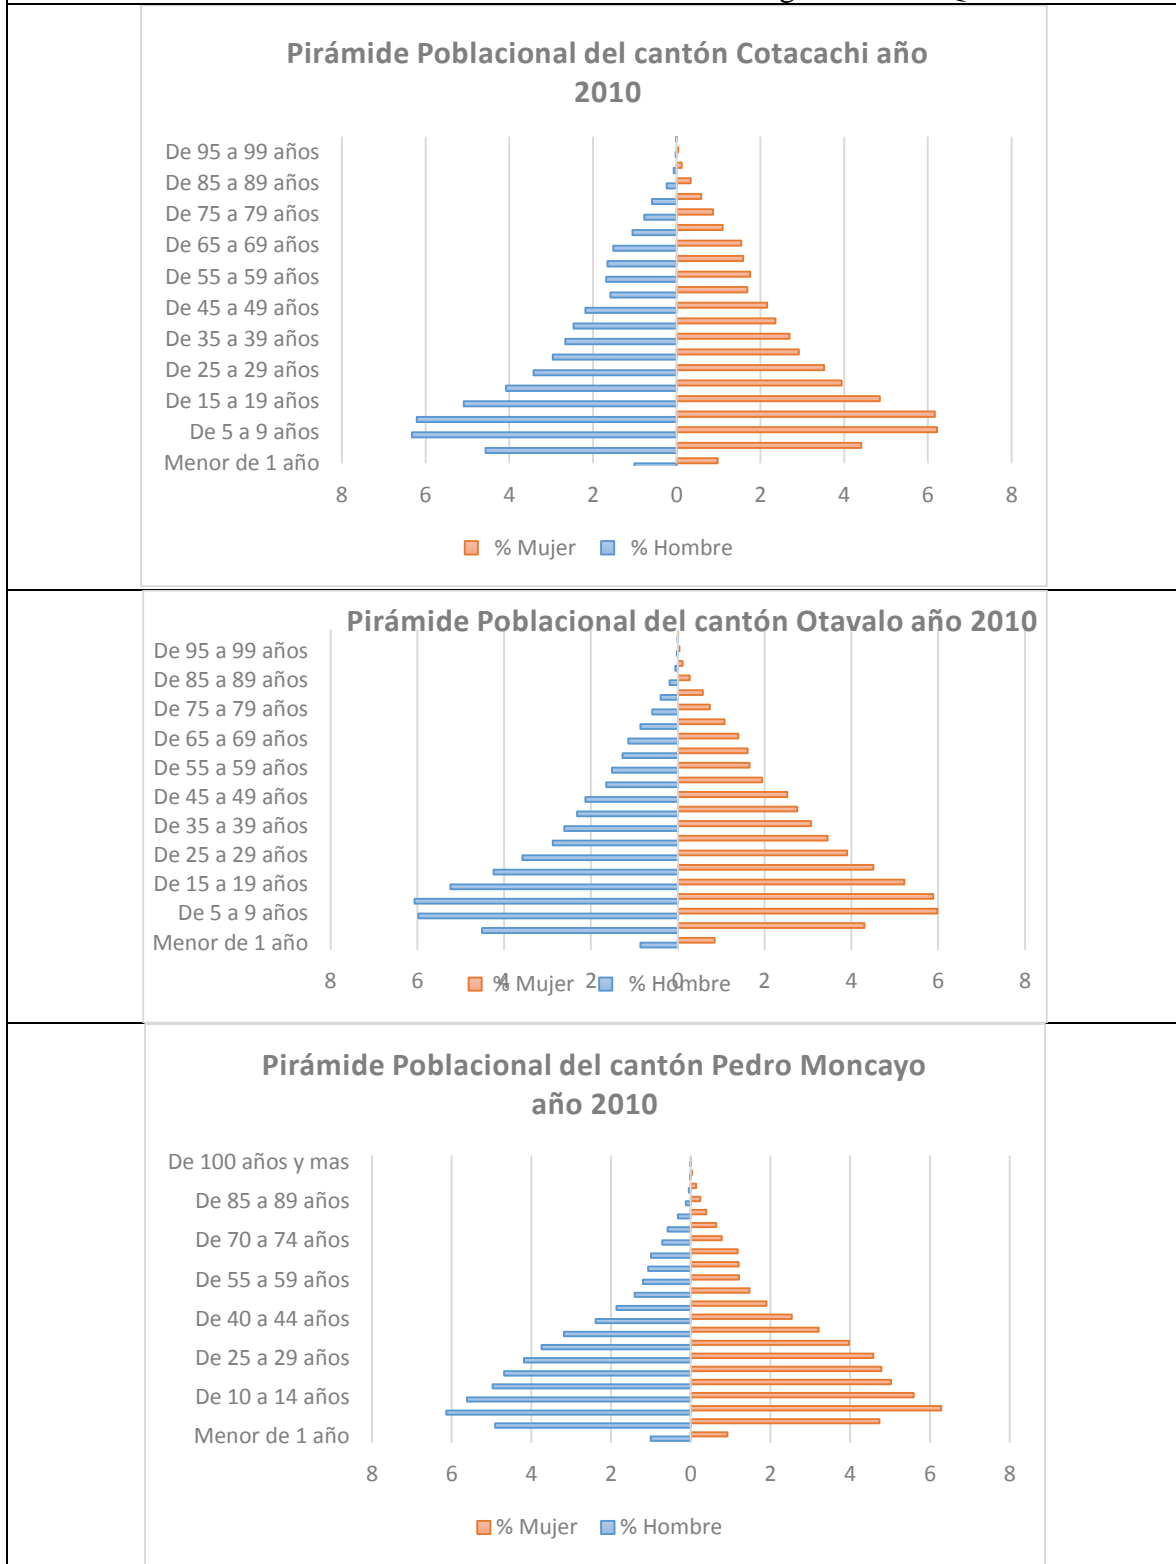 Pirámide Poblacional del cantón Cotacachi año
2010
De 95 a 99 años
De 85 a 89 años
De 75 a 79 años
De 65 a 69 años
De 55 a 59 años
De 45 a 49 años
De 35 a 39 años
De 25 a 29 años
De 15 a 19 años
De 5 a 9 años
Menor de 1 año
8 6 4 2 0 2 4 6 8
% Mujer % Hombre
Pirámide Poblacional del cantón Otavalo año 2010
De 95 a 99 años
De 85 a 89 años
De 75 a 79 años
De 65 a 69 años
De 55 a 59 años
De 45 a 49 años
De 35 a 39 años
De 25 a 29 años
De 15 a 19 años
De 5 a 9 años
Menor de 1 año
8 6 4 2 0 2 4 6 8
% Mujer % Hombre
Pirámide Poblacional del cantón Pedro Moncayo
año 2010
De 100 años y mas
De 85 a 89 años
De 70 a 74 años
De 55 a 59 años
De 40 a 44 años
De 25 a 29 años
De 10 a 14 años
Menor de 1 año
8 6 4 2 0 2 4 6 8
% Mujer % Hombre